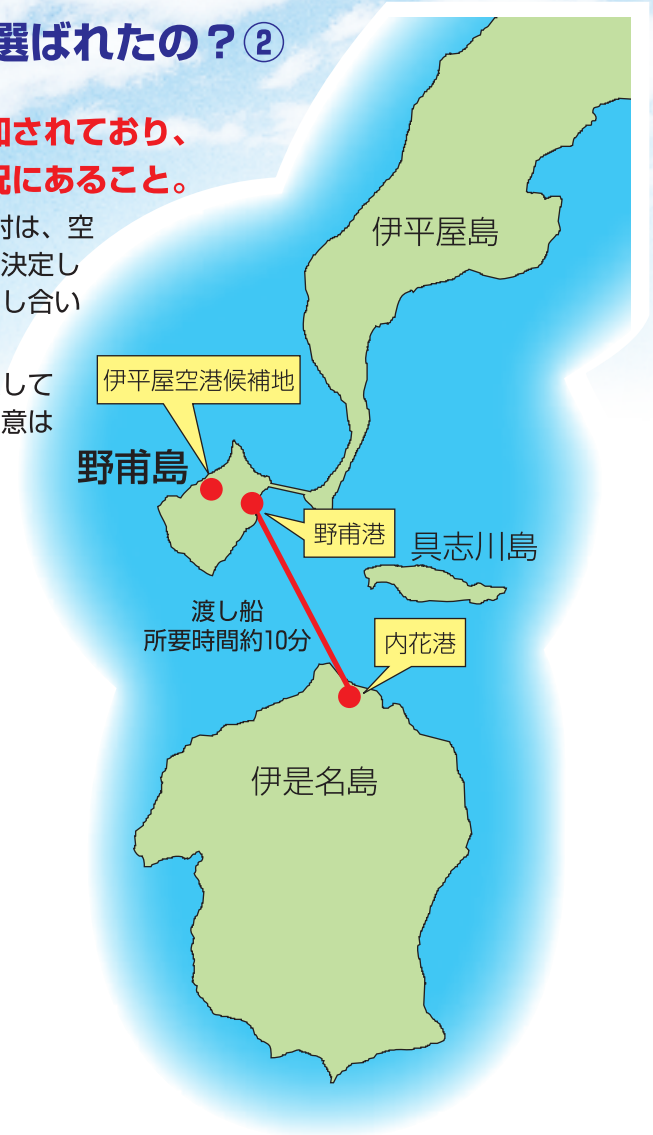 選ばれたの？②
されており、
にあること。
は、空
決定し
し合い
して
意は
伊平屋島
伊平屋空港候補地
野甫島
野甫港
具志川島
渡し船
所要時間約10分
内花港
伊是名島